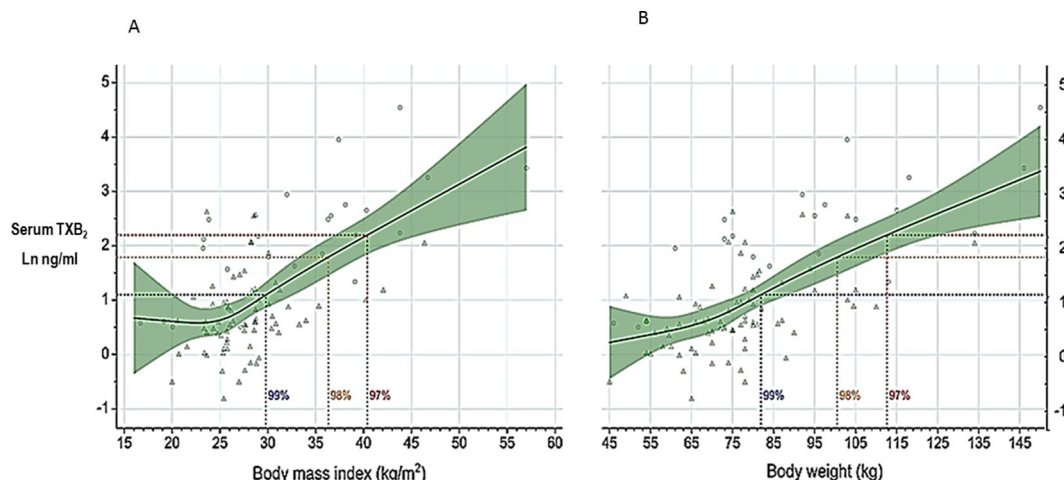 A
B
5
4
3
2
1
0
-1
Serum TXB₂
Ln ng/ml
99%
98%
97%
15 20 25 30 35 40 45 50 55 60
Body mass index (kg/m²)
99%
98%
97%
5
4
3
2
1
0
-1
45 55 65 75 85 95 105 115 125 135 145
Body weight (kg)